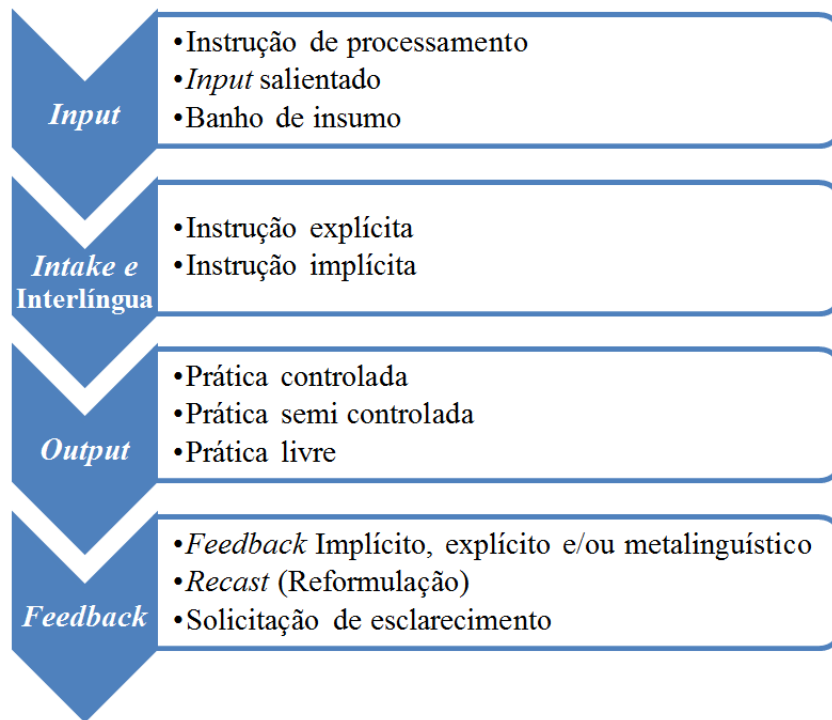 Input
•Instrução de processamento
•Input salientado
•Banho de insumo
Intake e
Interlíngua
•Instrução explícita
•Instrução implícita
Output
•Prática controlada
•Prática semi controlada
•Prática livre
Feedback
•Feedback Implícito, explícito e/ou metalinguístico
•Recast (Reformulação)
•Solicitação de esclarecimento